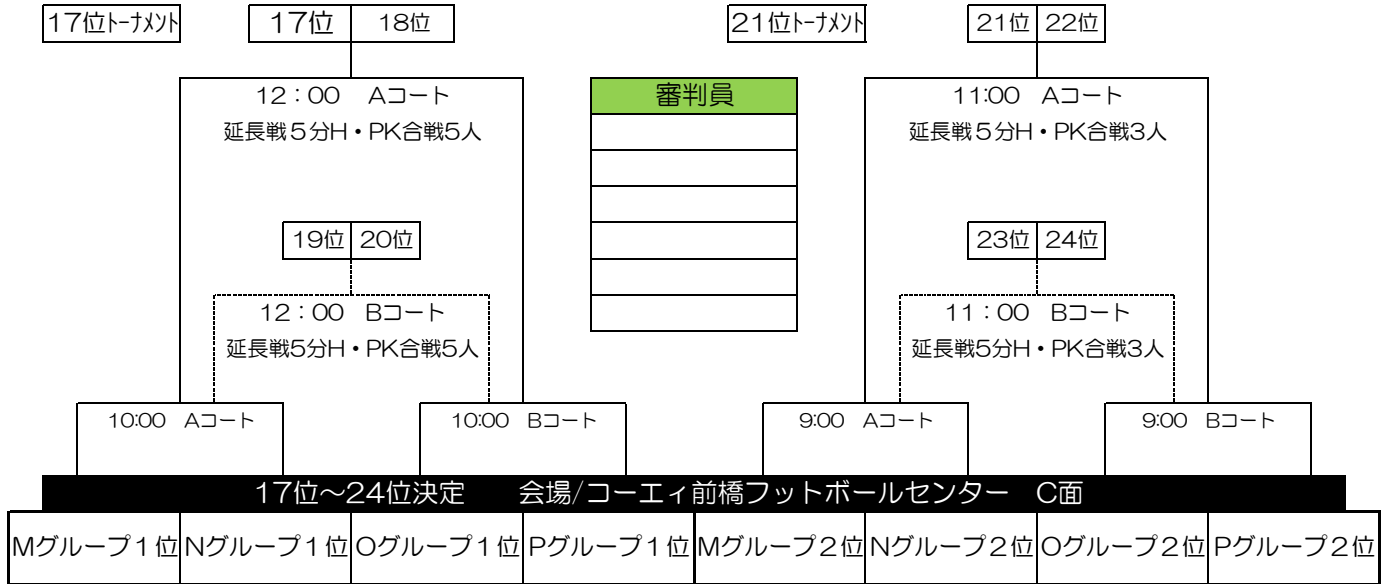 17位ﾄｰﾅﾒﾝﾄ 17位 18位 21位ﾄｰﾅﾒﾝﾄ 21位 22位
12：00　Aコート 審判員 11:00　Aコート
延長戦５分H・PK合戦5人 延長戦5分H・PK合戦3人
19位 20位 23位 24位
12：00　Bコート 11：00　Bコート
延長戦5分H・PK合戦5人 延長戦5分H・PK合戦3人
10:00　Aコート 10:00　Bコート 9:00　Aコート 9:00　Bコート
17位～24位決定　　会場/コーエィ前橋フットボールセンター　C面
Mグループ１位 Nグループ１位 Oグループ１位 Pグループ１位 Mグループ２位 Nグループ２位 Oグループ２位 Pグループ２位